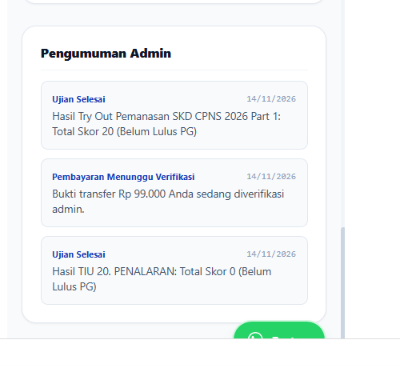 Pengumuman Admin
Ujian Selesai 14/11/2026
Hasil Try Out Pemanasan SKD CPNS 2026 Part 1:
Total Skor 20 (Belum Lulus PG)
Pembayaran Menunggu Verifikasi 14/11/2026
Bukti transfer Rp 99.000 Anda sedang diverifikasi
admin.
Ujian Selesai 14/11/2026
Hasil TIU 20. PENALARAN: Total Skor 0 (Belum
Lulus PG)